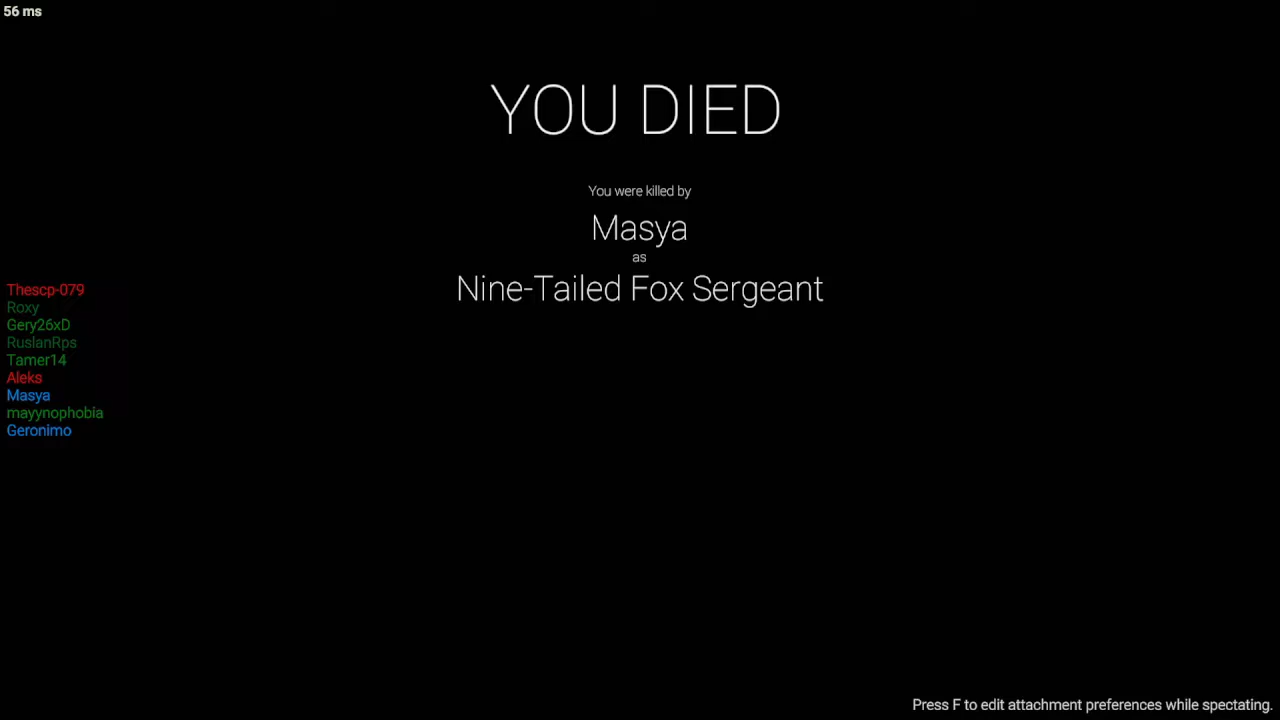 56 ms
YOU DIED
You were killed by
Masya
as
Nine-Tailed Fox Sergeant
Thescp-079
Roxy
Gery26xD
RuslanRps
Tamer14
Aleks
Masya
mayynophobia
Geronimo
Press F to edit attachment preferences while spectating.